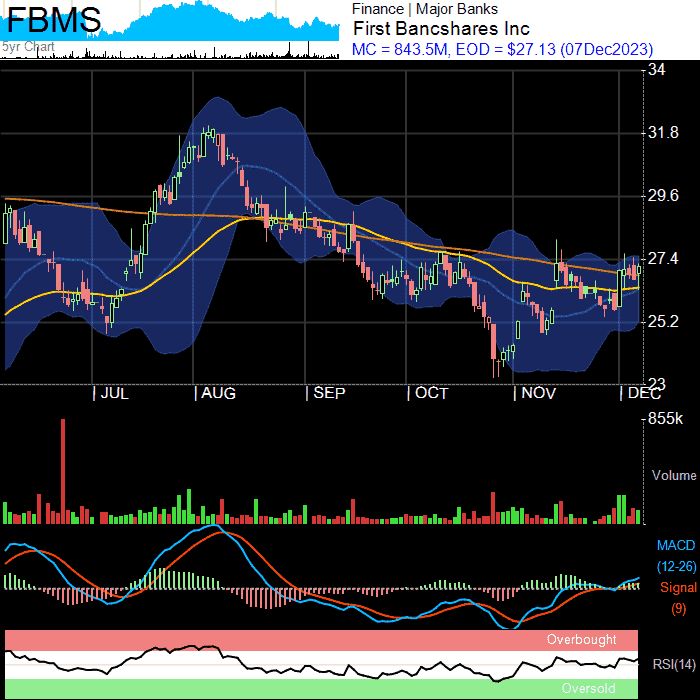 FBMS
5yr Chart
Finance | Major Banks
First Bancshares Inc
MC = 843.5M, EOD = $27.13 (07Dec2023)
34
31.8
29.6
27.4
25.2
23
| JUL
| AUG
| SEP
| OCT
| NOV
| DEC
855k
Volume
MACD
(12-26)
Signal
(9)
Overbought
RSI(14)
Oversold